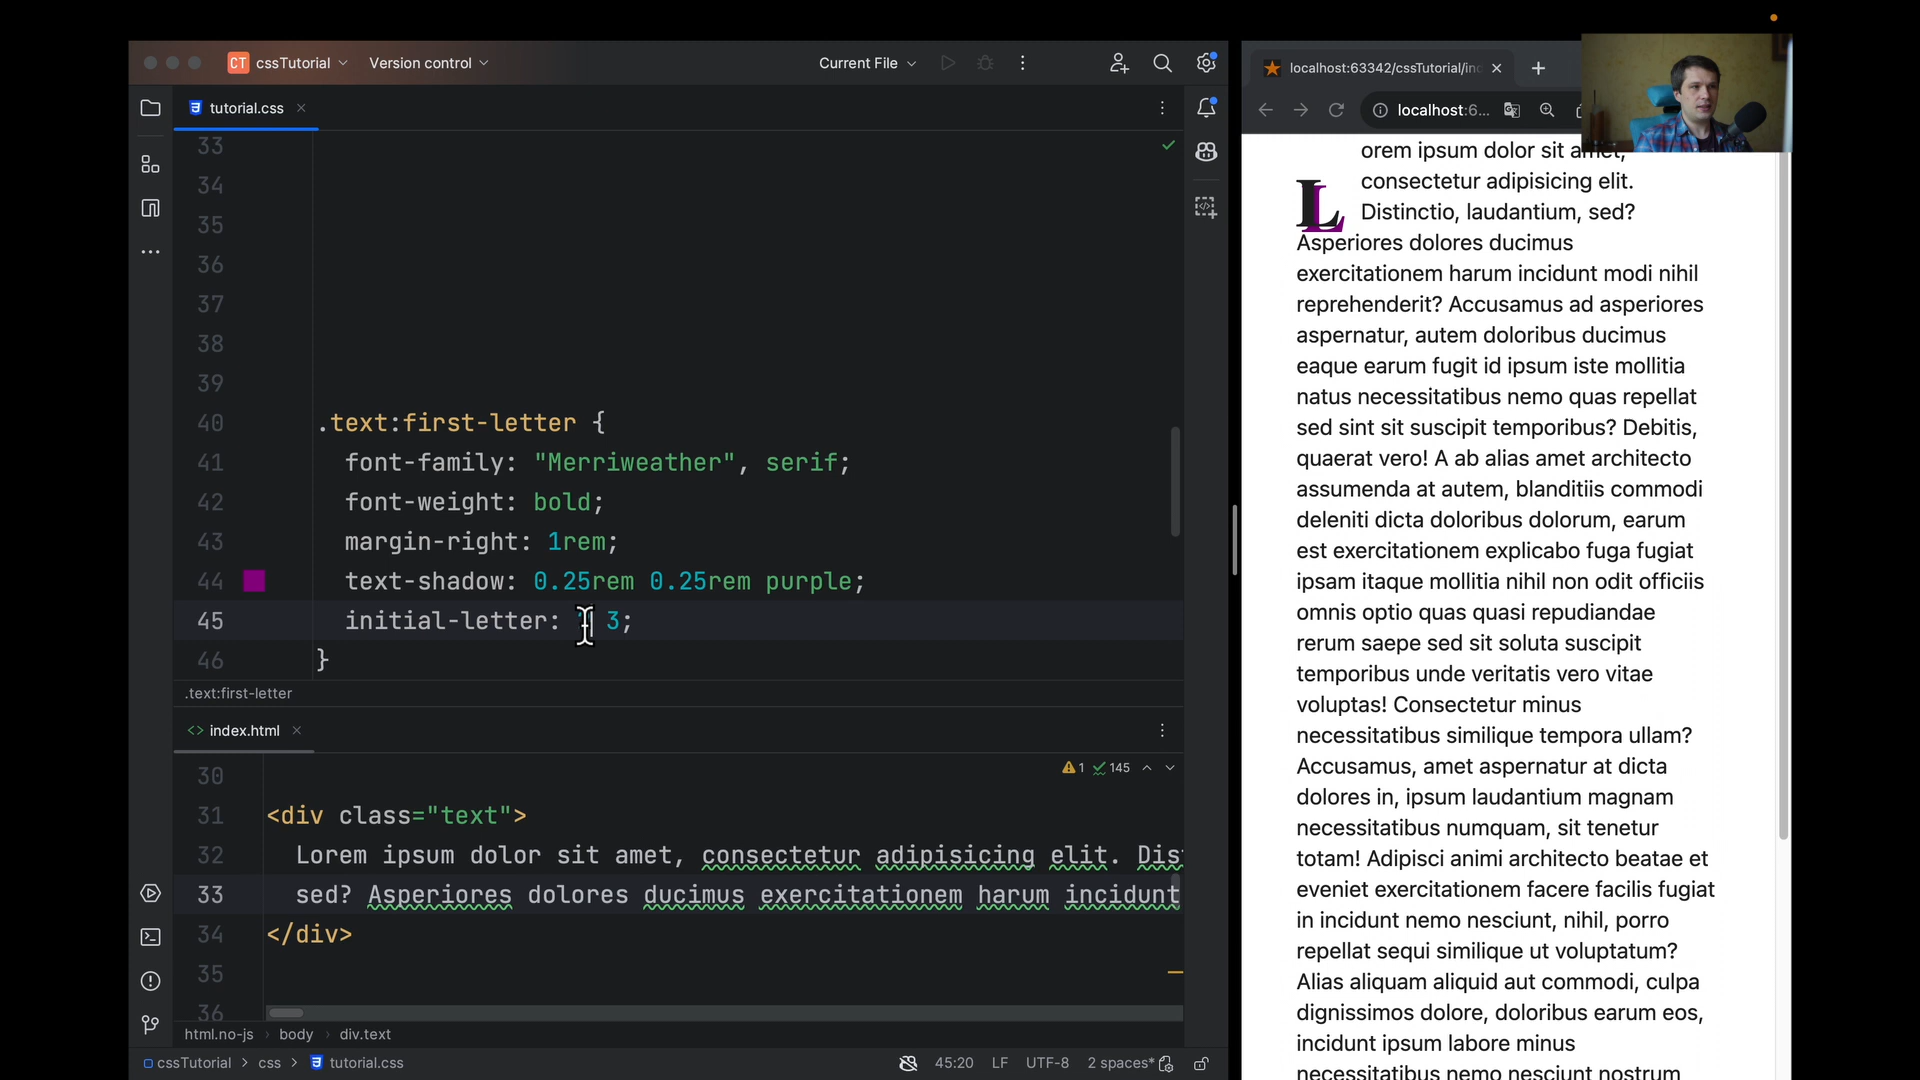 CT cssTutorial
Version control
Current File
tutorial.css
33
34
35
36
37
38
39
40 .text:first-letter {
41 font-family: "Merriweather", serif;
42 font-weight: bold;
43 margin-right: 1rem;
44 text-shadow: 0.25rem 0.25rem purple;
45 initial-letter: 3;
46 }
.text:first-letter
<> index.html
1 145
30
31 <div class="text">
32 Lorem ipsum dolor sit amet, consectetur adipisicing elit. Dis
33 sed? Asperiores dolores ducimus exercitationem harum incidunt
34 </div>
35
36
html.no-js > body > div.text
cssTutorial > css > tutorial.css
45:20 LF UTF-8 2 spaces*
localhost:63342/cssTutorial/in
localhost:6...
L
orem ipsum dolor sit amet,
consectetur adipisicing elit.
Distinctio, laudantium, sed?
Asperiores dolores ducimus
exercitationem harum incidunt modi nihil
reprehenderit? Accusamus ad asperiores
aspernatur, autem doloribus ducimus
eaque earum fugit id ipsum iste mollitia
natus necessitatibus nemo quas repellat
sed sint sit suscipit temporibus? Debitis,
quaerat vero! A ab alias amet architecto
assumenda at autem, blanditiis commodi
deleniti dicta doloribus dolorum, earum
est exercitationem explicabo fuga fugiat
ipsam itaque mollitia nihil non odit officiis
omnis optio quas quasi repudiandae
rerum saepe sed sit soluta suscipit
temporibus unde veritatis vero vitae
voluptas! Consectetur minus
necessitatibus similique tempora ullam?
Accusamus, amet aspernatur at dicta
dolores in, ipsum laudantium magnam
necessitatibus numquam, sit tenetur
totam! Adipisci animi architecto beatae et
eveniet exercitationem facere facilis fugiat
in incidunt nemo nesciunt, nihil, porro
repellat sequi similique ut voluptatum?
Alias aliquam aliquid aut commodi, culpa
dignissimos dolore, doloribus earum eos,
incidunt ipsum labore minus
necessitatibus nemo nesciunt nostrum